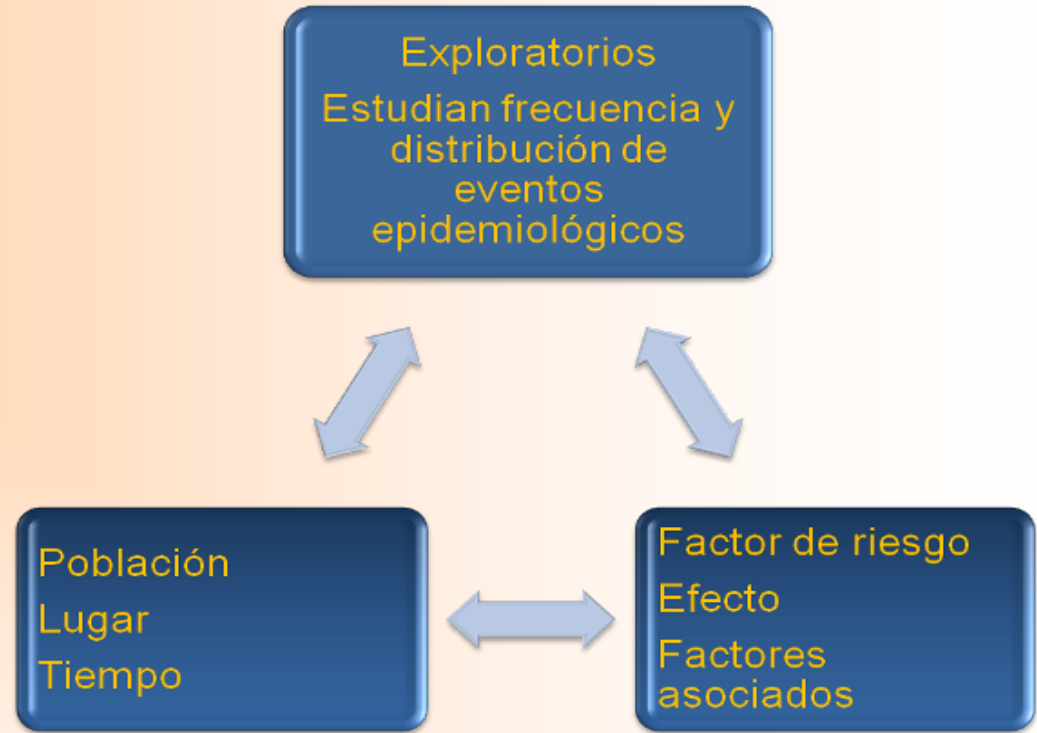 Exploratorios
Estudian frecuencia y
distribución de
eventos
epidemiológicos
Población
Lugar
Tiempo
Factor de riesgo
Efecto
Factores
asociados